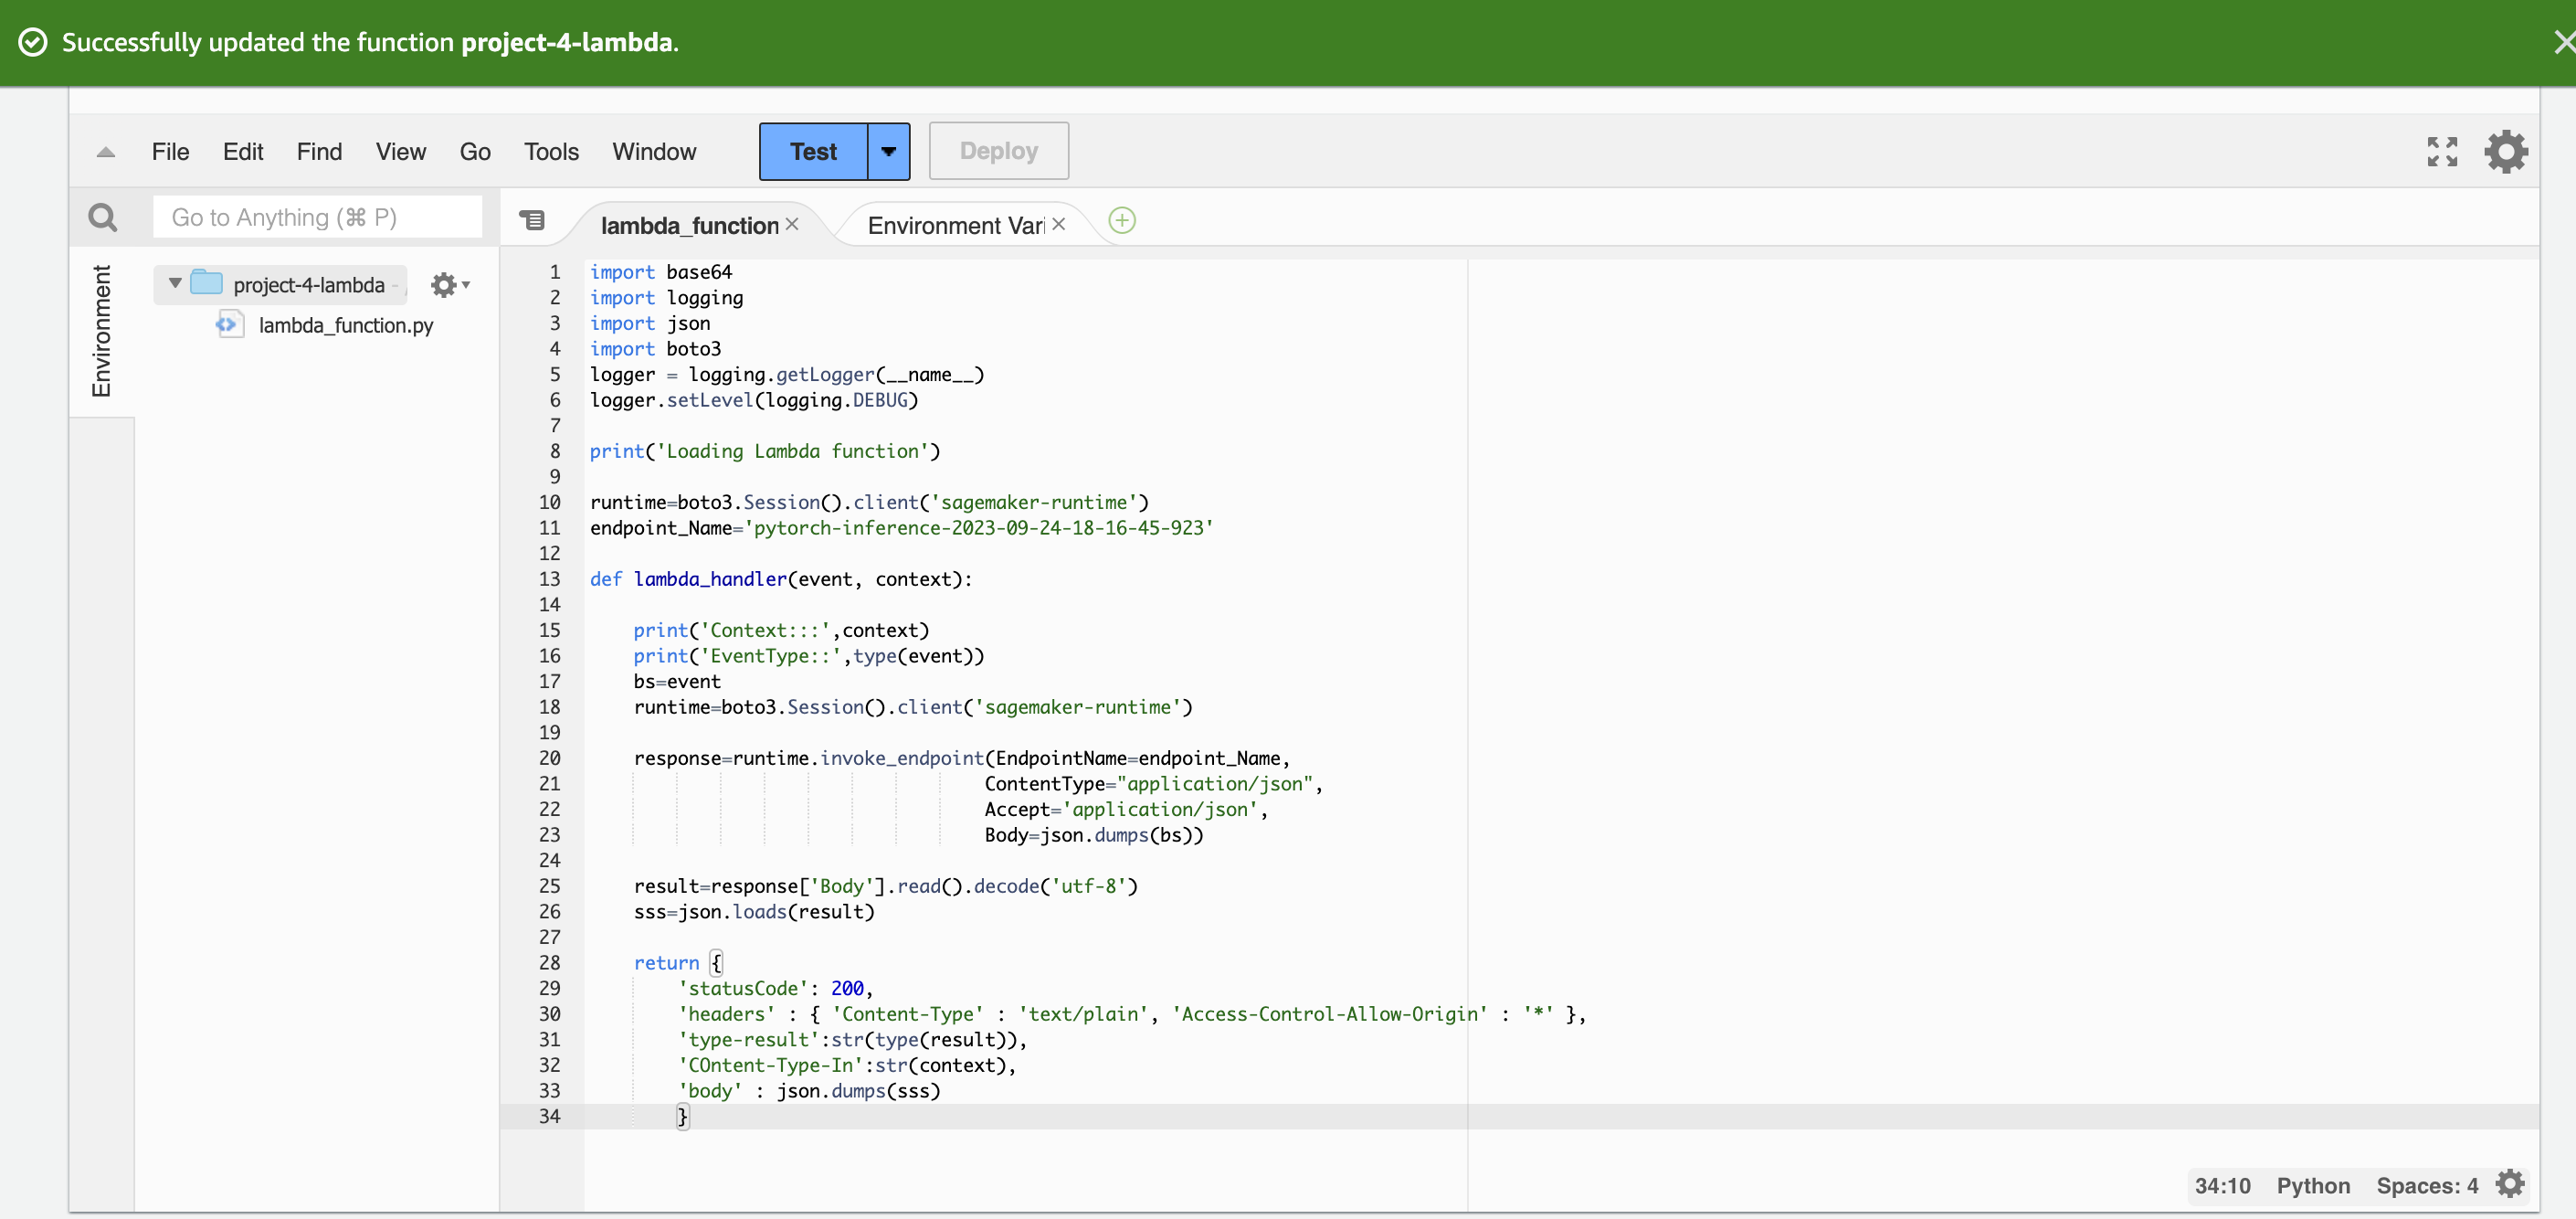 Successfully updated the function project-4-lambda.
File Edit Find View Go Tools Window Test Deploy
Go to Anything (⌘ P)
lambda_function Environment Vari
Environment
project-4-lambda -
lambda_function.py
1 import base64
2 import logging
3 import json
4 import boto3
5 logger = logging.getLogger(__name__)
6 logger.setLevel(logging.DEBUG)
7
8 print('Loading Lambda function')
9
10 runtime=boto3.Session().client('sagemaker-runtime')
11 endpoint_Name='pytorch-inference-2023-09-24-18-16-45-923'
12
13 def lambda_handler(event, context):
14
15     print('Context:::',context)
16     print('EventType::',type(event))
17     bs=event
18     runtime=boto3.Session().client('sagemaker-runtime')
19
20     response=runtime.invoke_endpoint(EndpointName=endpoint_Name,
21                                     ContentType="application/json",
22                                     Accept='application/json',
23                                     Body=json.dumps(bs))
24
25     result=response['Body'].read().decode('utf-8')
26     sss=json.loads(result)
27
28     return {
29         'statusCode': 200,
30         'headers' : { 'Content-Type' : 'text/plain', 'Access-Control-Allow-Origin' : '*' },
31         'type-result':str(type(result)),
32         'COntent-Type-In':str(context),
33         'body' : json.dumps(sss)
34         }
34:10 Python Spaces: 4